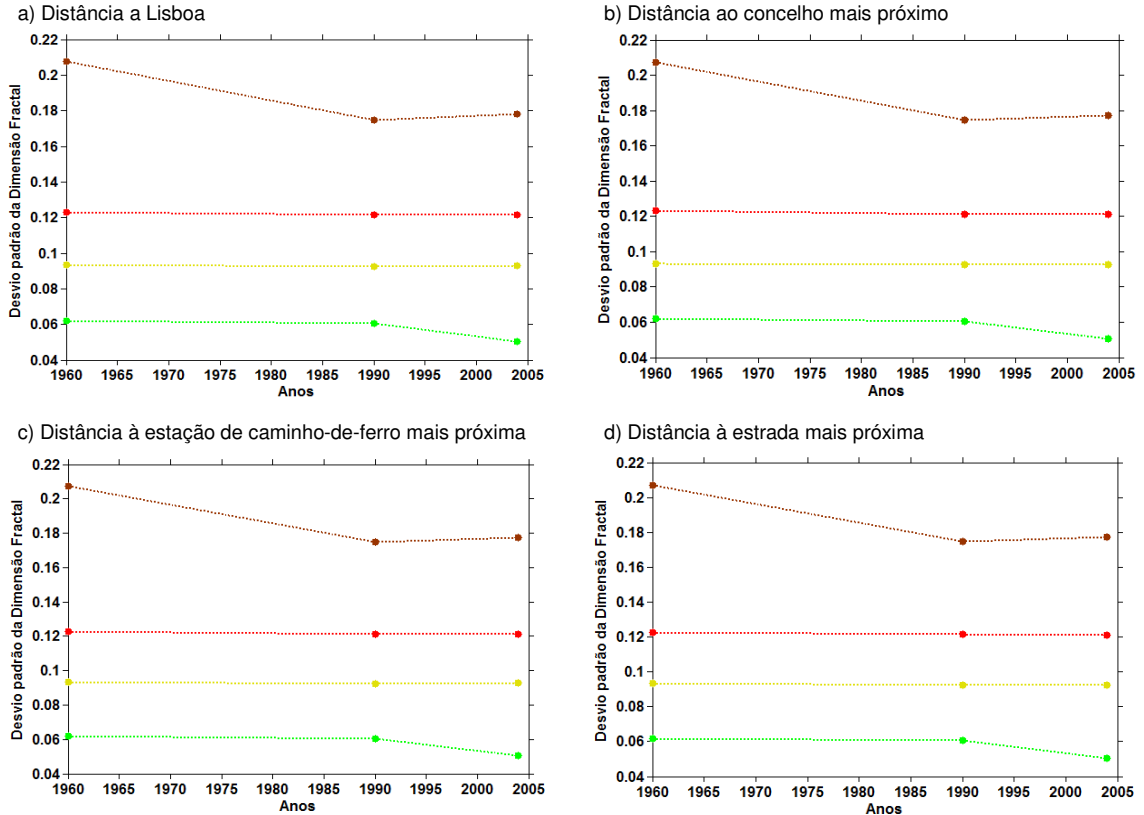 a) Distância a Lisboa
Desvio padrão da Dimensão Fractal
0.22
0.2
0.18
0.16
0.14
0.12
0.1
0.08
0.06
0.04
1960 1965 1970 1975 1980 1985 1990 1995 2000 2005
Anos
b) Distância ao concelho mais próximo
Desvio padrão da Dimensão Fractal
0.22
0.2
0.18
0.16
0.14
0.12
0.1
0.08
0.06
0.04
1960 1965 1970 1975 1980 1985 1990 1995 2000 2005
Anos
c) Distância à estação de caminho-de-ferro mais próxima
Desvio padrão da Dimensão Fractal
0.22
0.2
0.18
0.16
0.14
0.12
0.1
0.08
0.06
0.04
1960 1965 1970 1975 1980 1985 1990 1995 2000 2005
Anos
d) Distância à estrada mais próxima
Desvio padrão da Dimensão Fractal
0.22
0.2
0.18
0.16
0.14
0.12
0.1
0.08
0.06
0.04
1960 1965 1970 1975 1980 1985 1990 1995 2000 2005
Anos